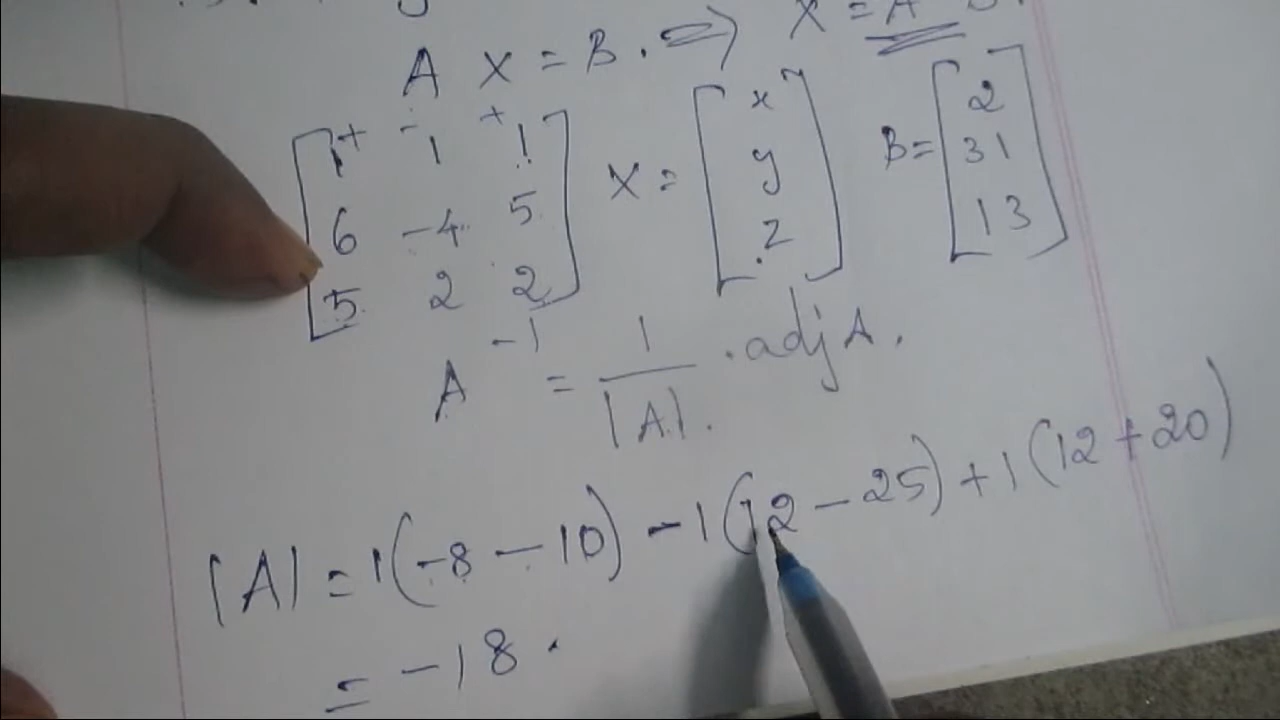 A X = B. ⇒ X = A
+ - +
1 1 1 X = x B = 2
6 -4 5 y 31
5 2 2 z 13
A⁻¹ = 1/|A| . adj A.
|A| = 1(-8-10) -1(12-25) +1(12+20)
= -18.